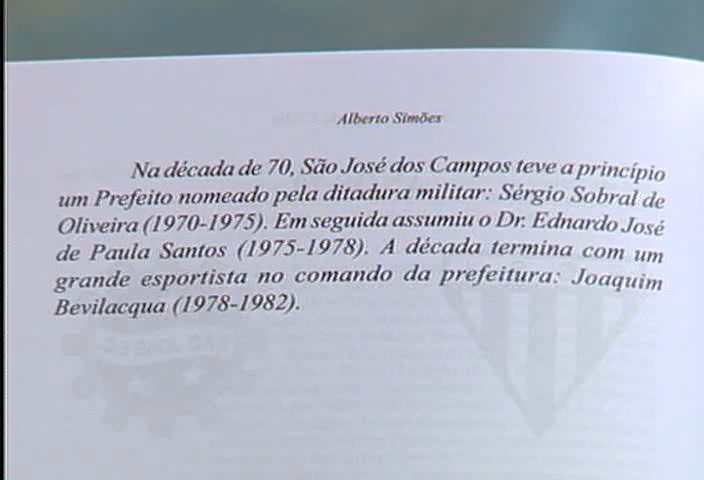 Alberto Simões
Na década de 70, São José dos Campos teve a princípio
um Prefeito nomeado pela ditadura militar: Sérgio Sobral de
Oliveira (1970-1975). Em seguida assumiu o Dr. Ednardo José
de Paula Santos (1975-1978). A década termina com um
grande esportista no comando da prefeitura: Joaquim
Bevilacqua (1978-1982).